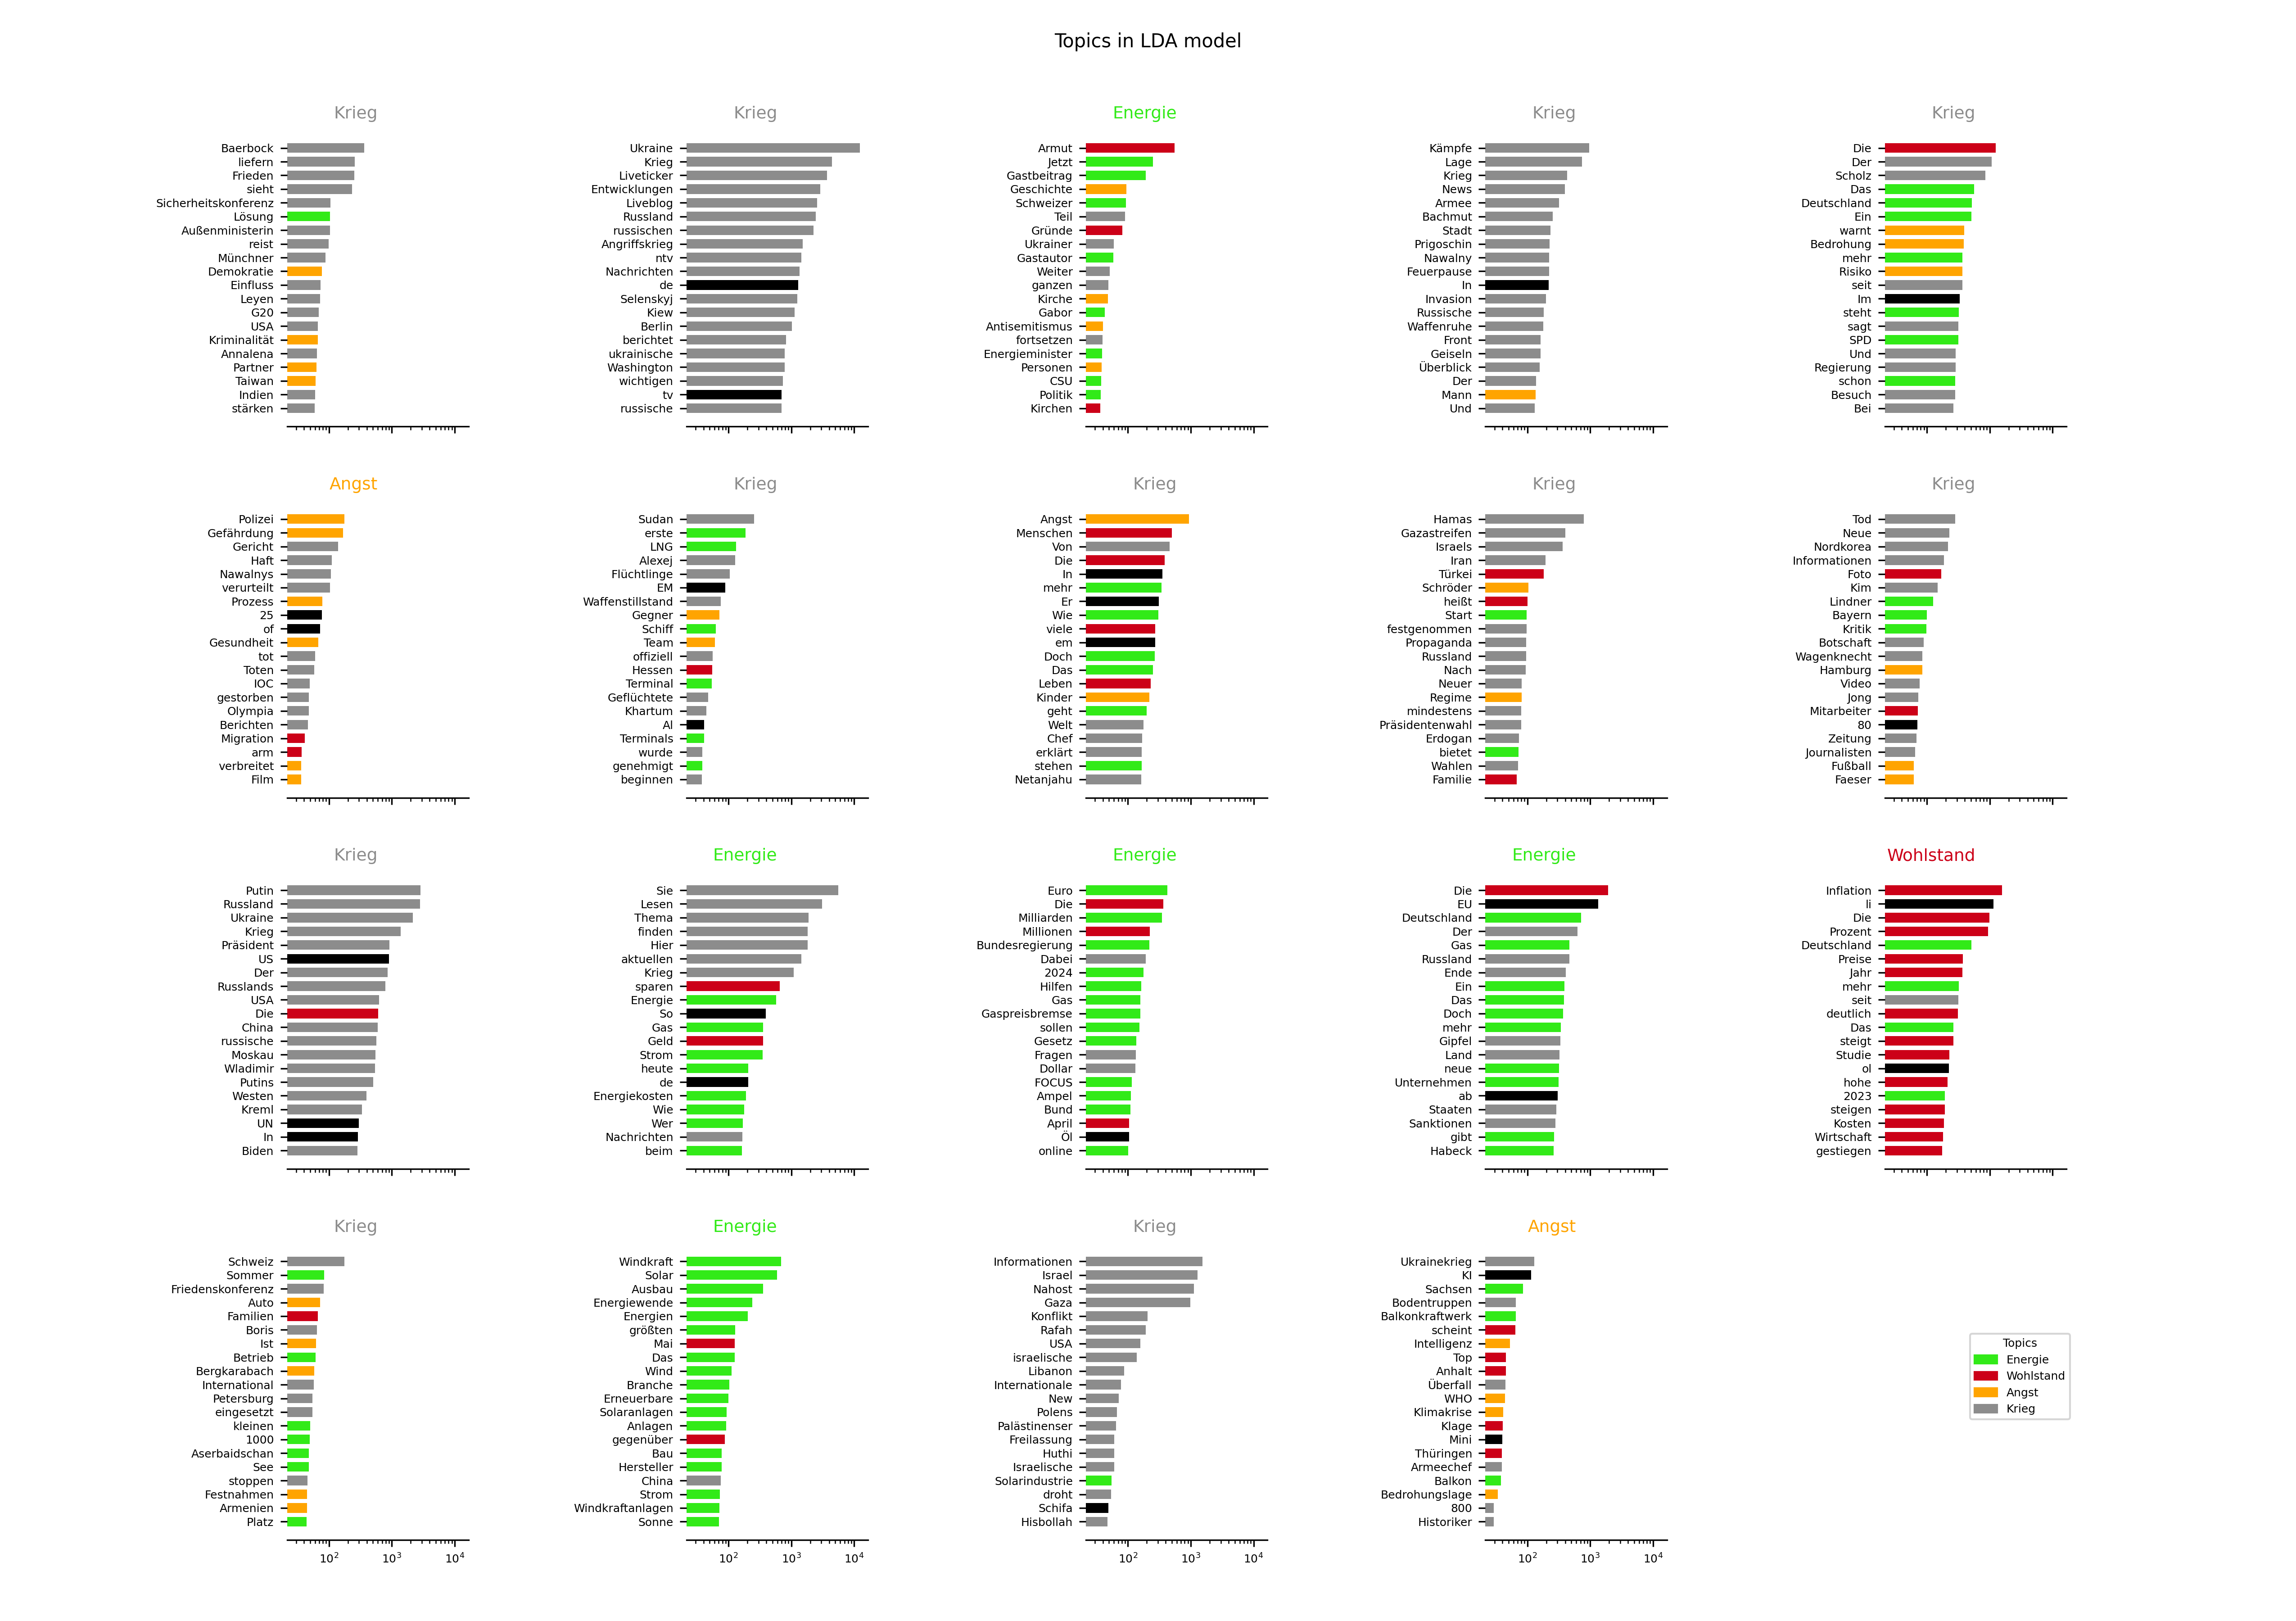 Topics in LDA model
Krieg
Baerbock
liefern
Frieden
sieht
Sicherheitskonferenz
Lösung
Außenministerin
reist
Münchner
Demokratie
Einfluss
Leyen
G20
USA
Kriminalität
Annalena
Partner
Taiwan
Indien
stärken
Krieg
Ukraine
Krieg
Liveticker
Entwicklungen
Liveblog
Russland
russischen
Angriffskrieg
ntv
Nachrichten
de
Selenskyj
Kiew
Berlin
berichtet
ukrainische
Washington
wichtigen
tv
russische
10² 10³ 10⁴
Energie
Armut
Jetzt
Gastbeitrag
Geschichte
Schweizer
Teil
Gründe
Ukrainer
Gastautor
Weiter
ganzen
Kirche
Gabor
Antisemitismus
fortsetzen
Energieminister
Personen
CSU
Politik
Kirchen
Krieg
Kämpfe
Lage
Krieg
News
Armee
Bachmut
Stadt
Prigoschin
Nawalny
Feuerpause
In
Invasion
Russische
Waffenruhe
Front
Geiseln
Überblick
Der
Mann
Und
Krieg
Die
Der
Scholz
Das
Deutschland
Ein
warnt
Bedrohung
mehr
Risiko
seit
Im
steht
sagt
SPD
Und
Regierung
schon
Besuch
Bei
Angst
Polizei
Gefährdung
Gericht
Haft
Nawalnys
verurteilt
Prozess
25
of
Gesundheit
tot
Toten
IOC
gestorben
Olympia
Berichten
Migration
arm
verbreitet
Film
Krieg
Sudan
erste
LNG
Alexej
Flüchtlinge
EM
Waffenstillstand
Gegner
Schiff
Team
offiziell
Hessen
Terminal
Geflüchtete
Khartum
Al
Terminals
wurde
genehmigt
beginnen
Krieg
Angst
Menschen
Von
Die
In
mehr
Er
Wie
viele
em
Doch
Das
Leben
Kinder
geht
Welt
Chef
erklärt
stehen
Netanjahu
Krieg
Hamas
Gazastreifen
Israels
Iran
Türkei
Schröder
heißt
Start
festgenommen
Propaganda
Russland
Nach
Neuer
Regime
mindestens
Präsidentenwahl
Erdogan
bietet
Wahlen
Familie
Krieg
Tod
Neue
Nordkorea
Informationen
Foto
Kim
Lindner
Bayern
Kritik
Botschaft
Wagenknecht
Hamburg
Video
Jong
Mitarbeiter
80
Zeitung
Journalisten
Fußball
Faeser
Krieg
Putin
Russland
Ukraine
Krieg
Präsident
US
Der
Russlands
USA
Die
China
russische
Moskau
Wladimir
Putins
Westen
Kreml
UN
In
Biden
Energie
Sie
Lesen
Thema
finden
Hier
aktuellen
Krieg
sparen
Energie
So
Gas
Geld
Strom
heute
de
Energiekosten
Wie
Wer
Nachrichten
beim
Energie
Euro
Die
Milliarden
Millionen
Bundesregierung
Dabei
2024
Hilfen
Gas
Gaspreisbremse
sollen
Gesetz
Fragen
Dollar
FOCUS
Ampel
Bund
April
Öl
online
Energie
Die
EU
Deutschland
Der
Gas
Russland
Ende
Ein
Das
Doch
mehr
Gipfel
Land
neue
Unternehmen
ab
Staaten
Sanktionen
gibt
Habeck
Wohlstand
Inflation
li
Die
Prozent
Deutschland
Preise
Jahr
mehr
seit
deutlich
Das
steigt
Studie
ol
hohe
2023
steigen
Kosten
Wirtschaft
gestiegen
Krieg
Schweiz
Sommer
Friedenskonferenz
Auto
Familien
Boris
Ist
Betrieb
Bergkarabach
International
Petersburg
eingesetzt
kleinen
1000
Aserbaidschan
See
stoppen
Festnahmen
Armenien
Platz
10² 10³ 10⁴
Energie
Windkraft
Solar
Ausbau
Energiewende
Energien
größten
Mai
Das
Wind
Branche
Erneuerbare
Solaranlagen
Anlagen
gegenüber
Bau
Hersteller
China
Strom
Windkraftanlagen
Sonne
Krieg
Informationen
Israel
Nahost
Gaza
Konflikt
Rafah
USA
israelische
Libanon
Internationale
New
Polens
Palästinenser
Freilassung
Huthi
Israelische
Solarindustrie
droht
Schifa
Hisbollah
10² 10³ 10⁴
Angst
Ukrainekrieg
KI
Sachsen
Bodentruppen
Balkonkraftwerk
scheint
Intelligenz
Top
Anhalt
Überfall
WHO
Klimakrise
Klage
Mini
Thüringen
Armeechef
Balkon
Bedrohungslage
800
Historiker
10² 10³ 10⁴
Topics
Energie
Wohlstand
Angst
Krieg